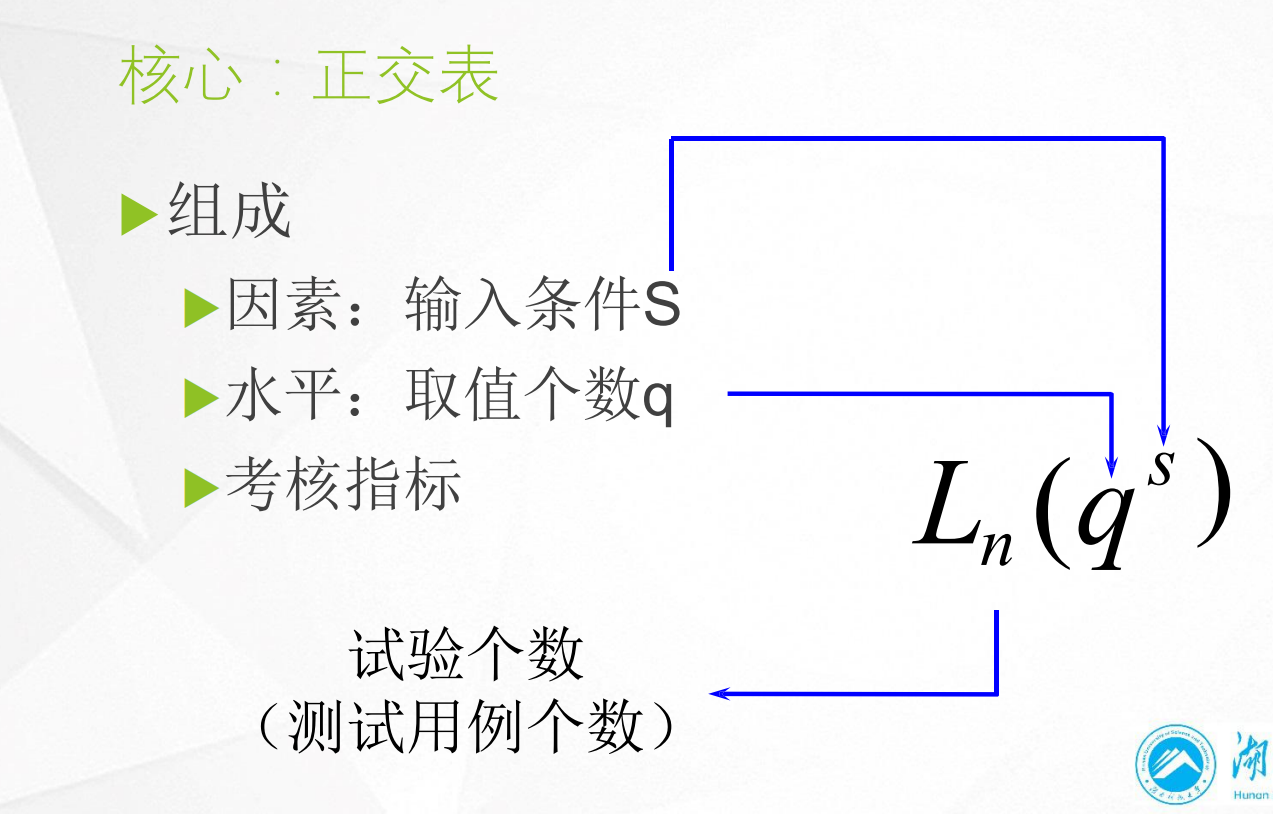 核心：正交表
组成
因素：输入条件S
水平：取值个数q
考核指标
L_n(q^s)
试验个数
（测试用例个数）
湖
Hunan